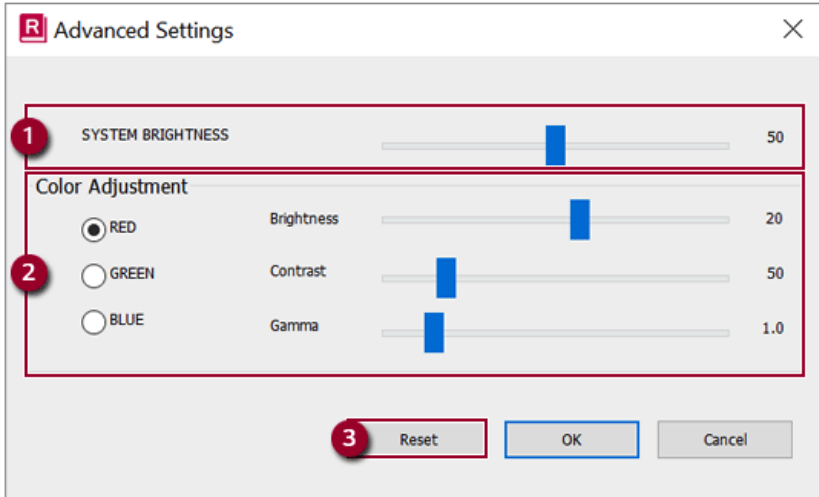 R Advanced Settings
1 SYSTEM BRIGHTNESS 50
Color Adjustment
RED Brightness 20
2 GREEN Contrast 50
BLUE Gamma 1.0
3 Reset OK Cancel